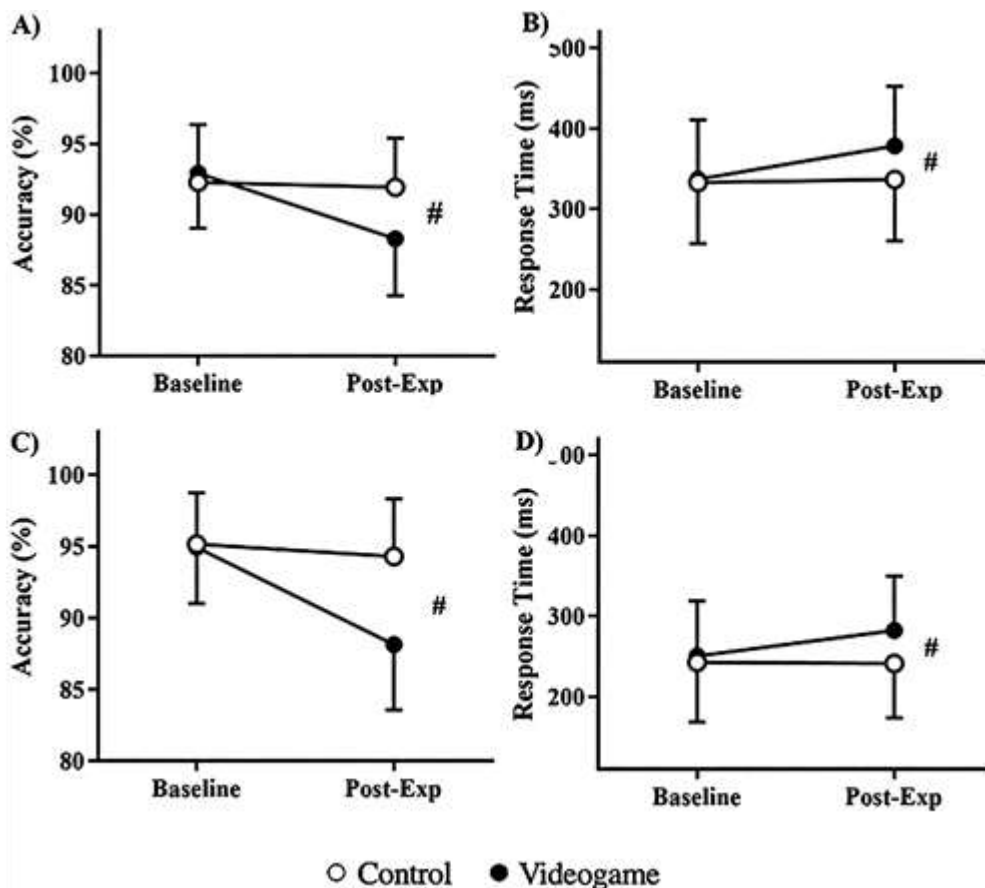 A)
Accuracy (%)
100
95
90
85
80
Baseline Post-Exp
#
B)
Response Time (ms)
500
400
300
200
Baseline Post-Exp
#
C)
Accuracy (%)
100
95
90
85
80
Baseline Post-Exp
#
D)
Response Time (ms)
400
300
200
Baseline Post-Exp
#
Control Videogame